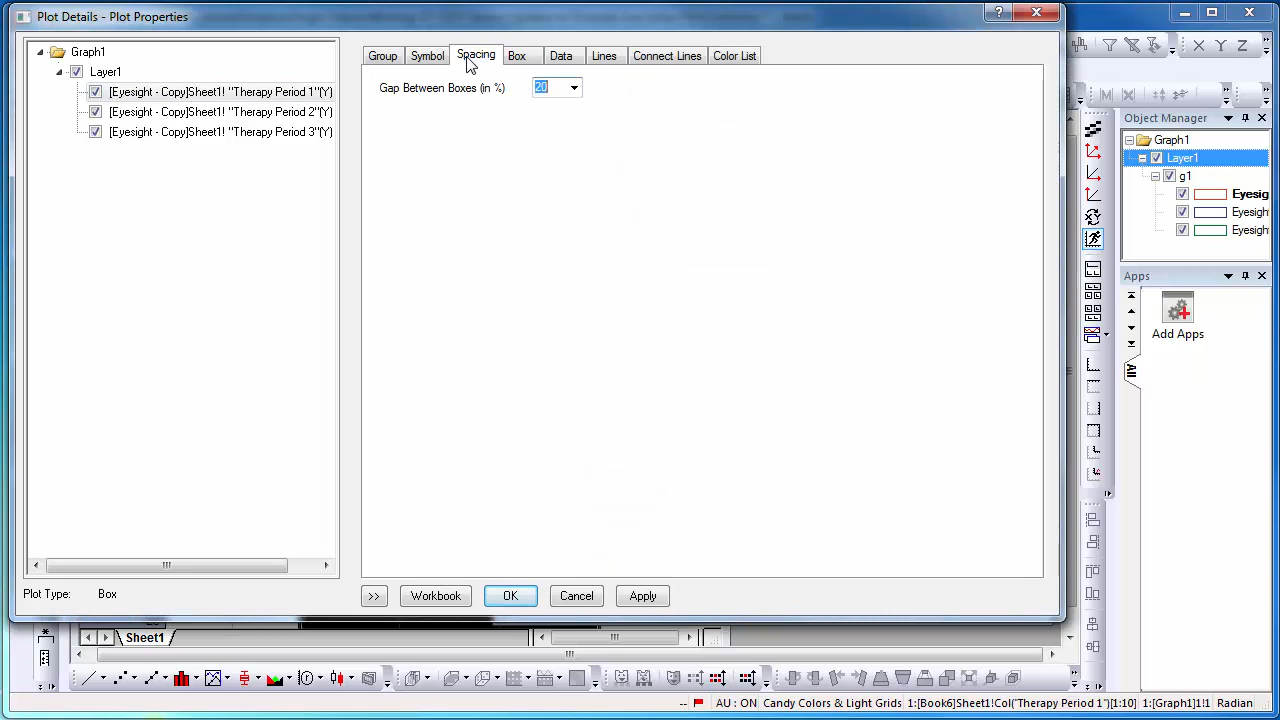 Plot Details - Plot Properties
?
Graph1
Layer1
[Eyesight - Copy]Sheet1! "Therapy Period 1"(Y)
[Eyesight - Copy]Sheet1! "Therapy Period 2"(Y)
[Eyesight - Copy]Sheet1! "Therapy Period 3"(Y)
Group
Symbol
Spacing
Box
Data
Lines
Connect Lines
Color List
Gap Between Boxes (in %)
20
Plot Type: Box
>>
Workbook
OK
Cancel
Apply
X Y Z
Object Manager
Graph1
Layer1
g1
Eyesig
Eyesight
Eyesight
Apps
Add Apps
All
Sheet1
-- AU : ON Candy Colors & Light Grids 1:[Book6]Sheet1!Col("Therapy Period 1")[1:10] 1:[Graph1]1!1 Radian